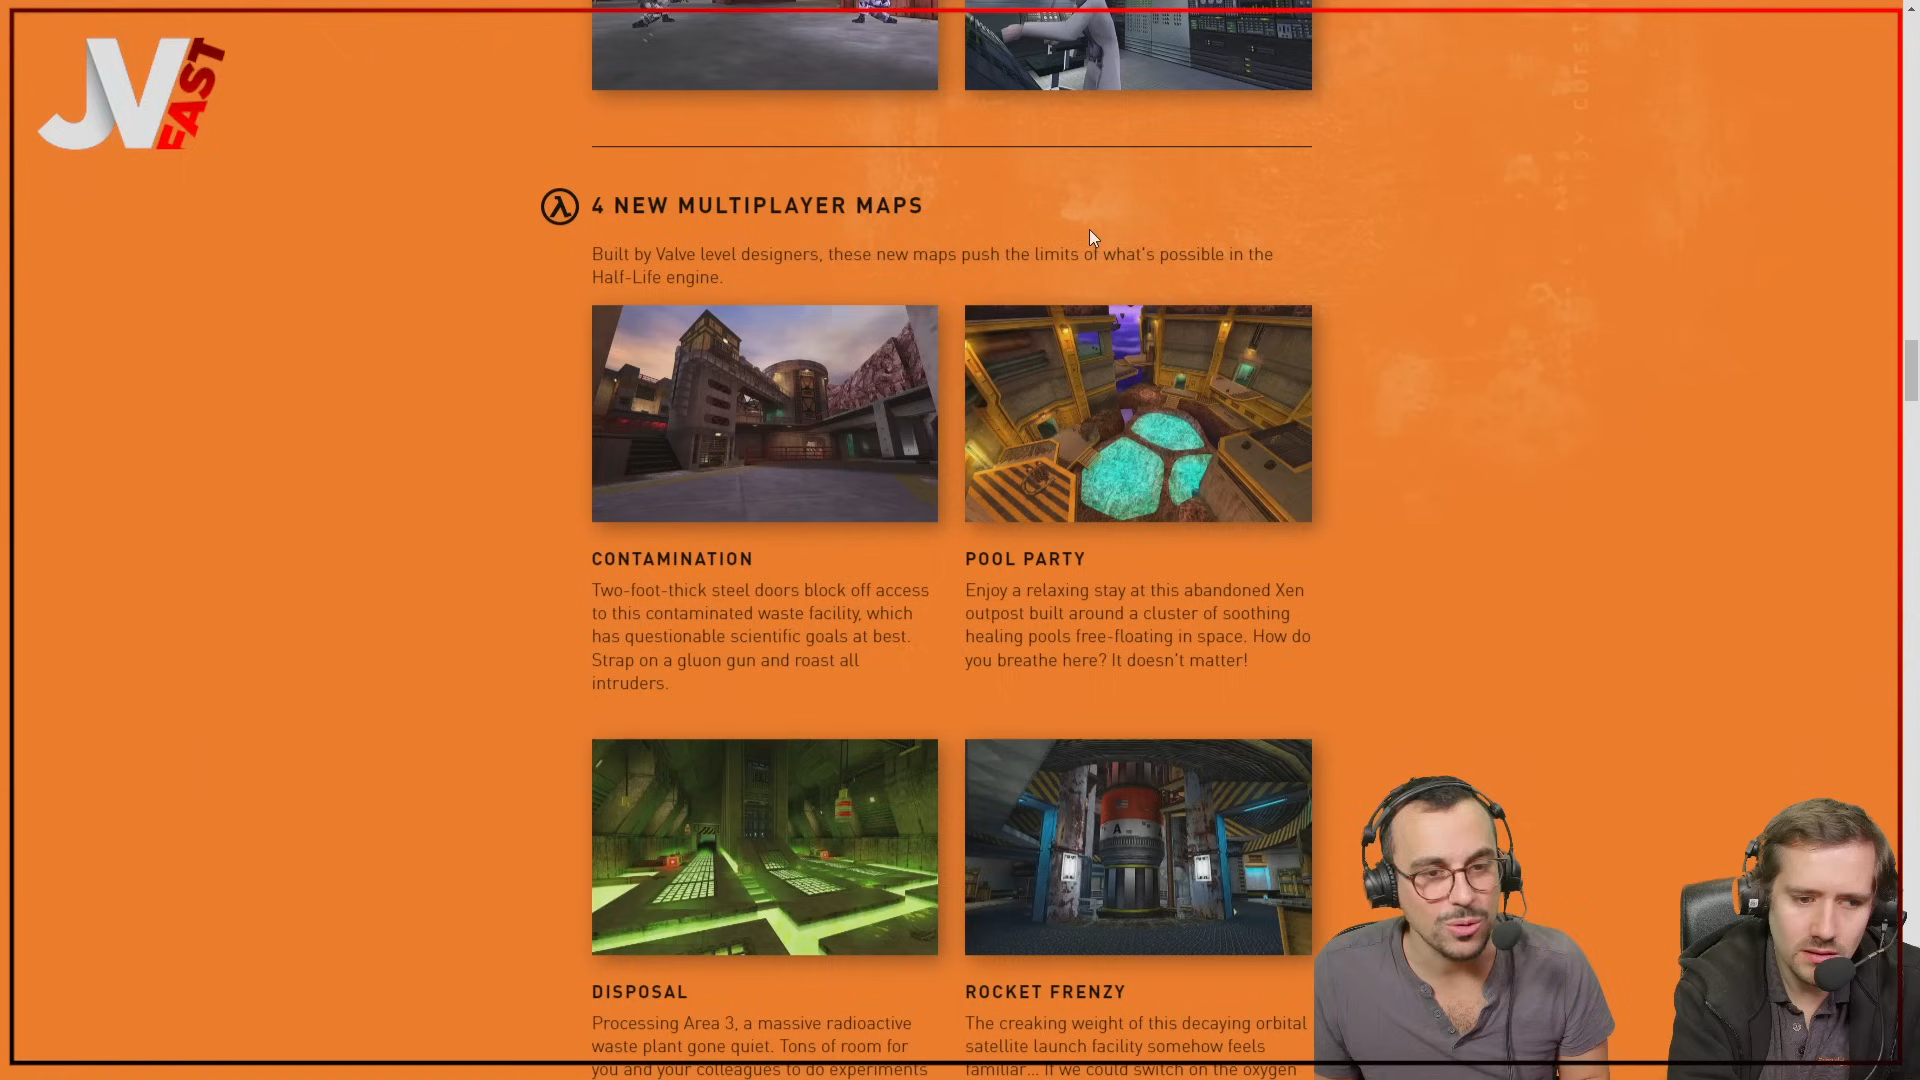 JV
FAST
4 NEW MULTIPLAYER MAPS
Built by Valve level designers, these new maps push the limits of what's possible in the
Half-Life engine.
CONTAMINATION
Two-foot-thick steel doors block off access
to this contaminated waste facility, which
has questionable scientific goals at best.
Strap on a gluon gun and roast all
intruders.
POOL PARTY
Enjoy a relaxing stay at this abandoned Xen
outpost built around a cluster of soothing
healing pools free-floating in space. How do
you breathe here? It doesn't matter!
DISPOSAL
Processing Area 3, a massive radioactive
waste plant gone quiet. Tons of room for
you and your colleagues to do experiments
A
ROCKET FRENZY
The creaking weight of this decaying orbital
satellite launch facility somehow feels
familiar... If we could switch on the oxygen